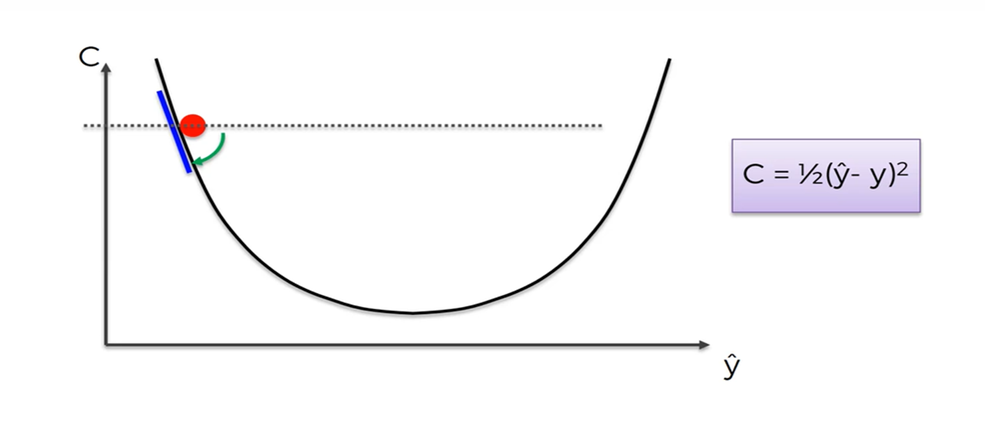 C
C = ½(ŷ- y)²
ŷ